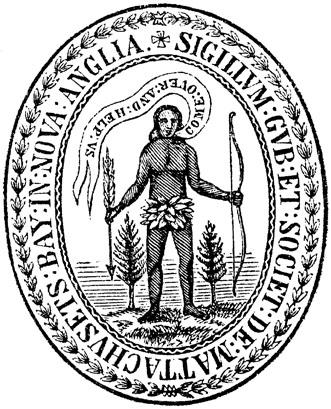 SIGILLVM : GVB : ET : SOCIET : DE : MATTACHVSETS : BAY : IN : NOVA : ANGLIA .
COME OVER AND HELP VS